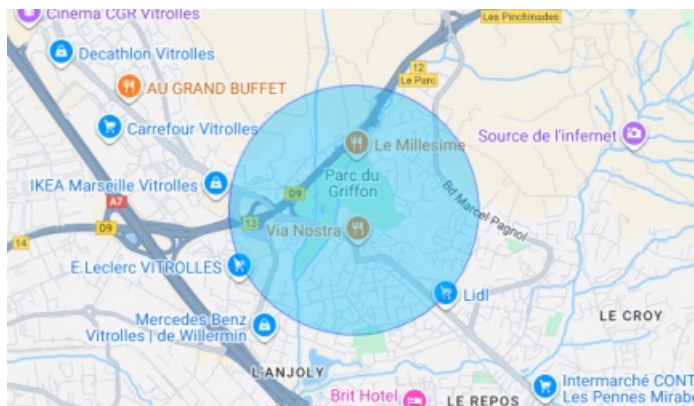 Cinema CGR Vitrolles
Les Pinchinades
Decathlon Vitrolles
12
Le Parc
AU GRAND BUFFET
Carrefour Vitrolles
Source de l'infernet
Le Millesime
Parc du
Griffon
IKEA Marseille Vitrolles
A7
D9
Bd Marcel Pagnol
D9
13
14
Via Nostra
E.Leclerc VITROLLES
Lidl
Mercedes-Benz
Vitrolles | de Willermin
LE CROY
L'ANJOLY
Brit Hotel
LE REPOS
Intermarché CONT
Les Pennes Mirab